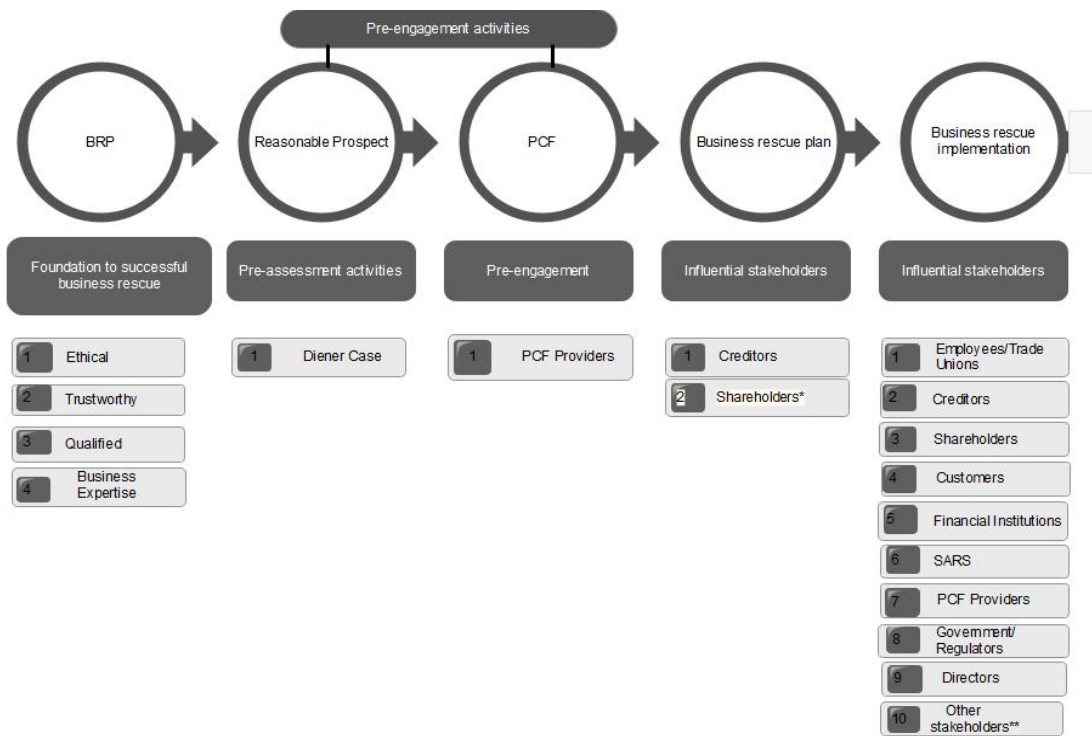 Pre-engagement activities
BRP
Reasonable Prospect
PCF
Business rescue plan
Business rescue
implementation
Foundation to successful
business rescue
Pre-assessment activities
Pre-engagement
Influential stakeholders
Influential stakeholders
1 Ethical
2 Trustworthy
3 Qualified
4 Business
Expertise
1 Diener Case
1 PCF Providers
1 Creditors
2 Shareholders*
1 Employees/Trade
Unions
2 Creditors
3 Shareholders
4 Customers
5 Financial Institutions
6 SARS
7 PCF Providers
8 Government/
Regulators
9 Directors
10 Other
stakeholders**